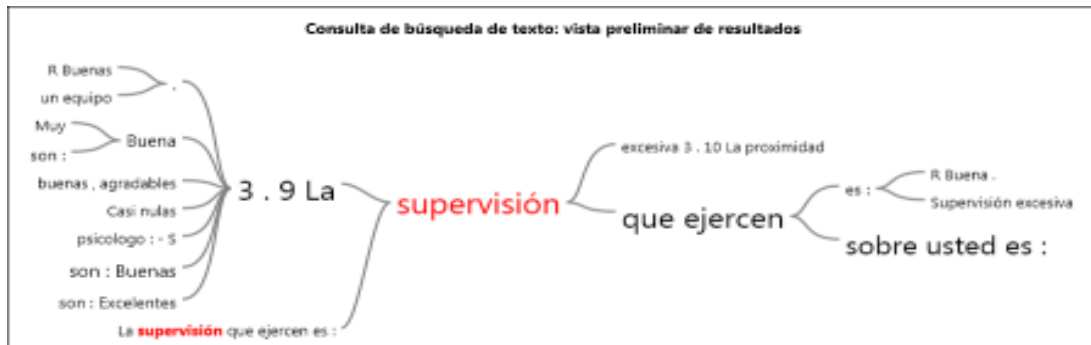 Consulta de búsqueda de texto: vista preliminar de resultados
R Buenas
un equipo
.
Muy
son :
Buena
buenas , agradables
Casi nulas
psicologo : - S
son : Buenas
son : Excelentes
3 . 9 La
La supervisión que ejercen es :
supervisión
excesiva 3 . 10 La proximidad
que ejercen
es :
R Buena .
Supervisión excesiva
sobre usted es :